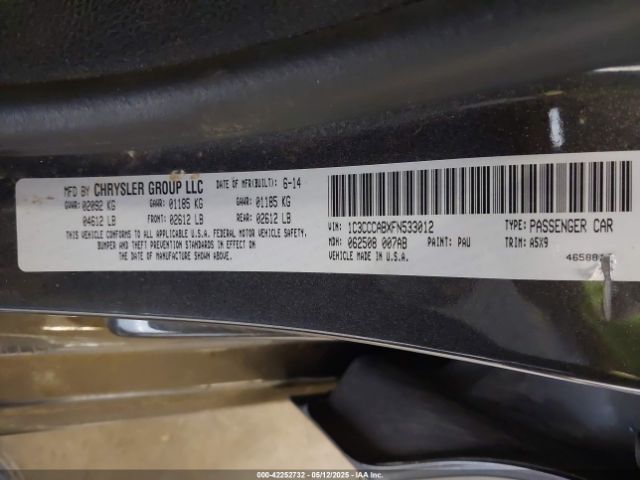 MFD BY CHRYSLER GROUP LLC DATE OF MFR(BUILT): 6-14
GVWR: 02092 KG GAWR: 01185 KG GAWR: 01185 KG
04612 LB FRONT: 02612 LB REAR: 02612 LB
THIS VEHICLE CONFORMS TO ALL APPLICABLE U.S.A. FEDERAL MOTOR VEHICLE SAFETY,
BUMPER AND THEFT PREVENTION STANDARDS IN EFFECT ON
THE DATE OF MANUFACTURE SHOWN ABOVE.
VIN: 1C3CCCABXFN533012 TYPE: PASSENGER CAR
MDH: 062508 007AB PAINT: PAU TRIM: A5X9
VEHICLE MADE IN U.S.A.
000-42252732 05/12/2025 IAA Holdings, LLC